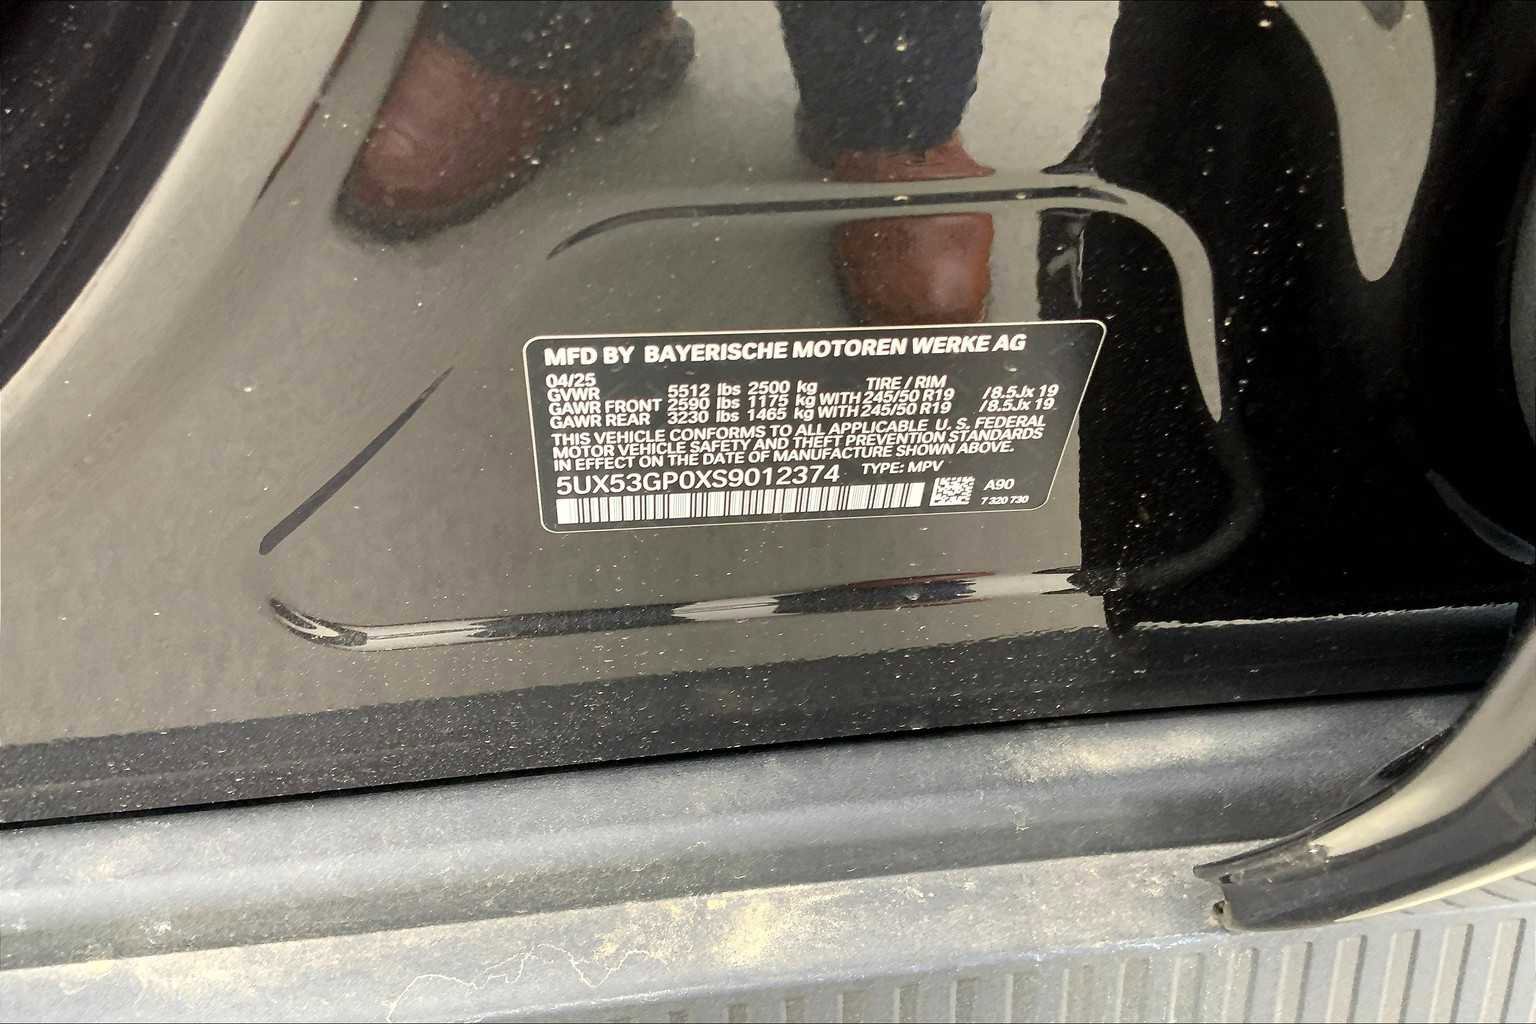 MFD BY BAYERISCHE MOTOREN WERKE AG
04/25 TIRE / RIM
GVWR 5512 lbs 2500 kg
GAWR FRONT 2590 lbs 1175 kg WITH 245/50 R19 / 8.5Jx 19
GAWR REAR 3230 lbs 1465 kg WITH 245/50 R19 / 8.5Jx 19
THIS VEHICLE CONFORMS TO ALL APPLICABLE U. S. FEDERAL
MOTOR VEHICLE SAFETY AND THEFT PREVENTION STANDARDS
IN EFFECT ON THE DATE OF MANUFACTURE SHOWN ABOVE.
5UX53GP0XS9012374 TYPE: MPV
A90
7 320 730